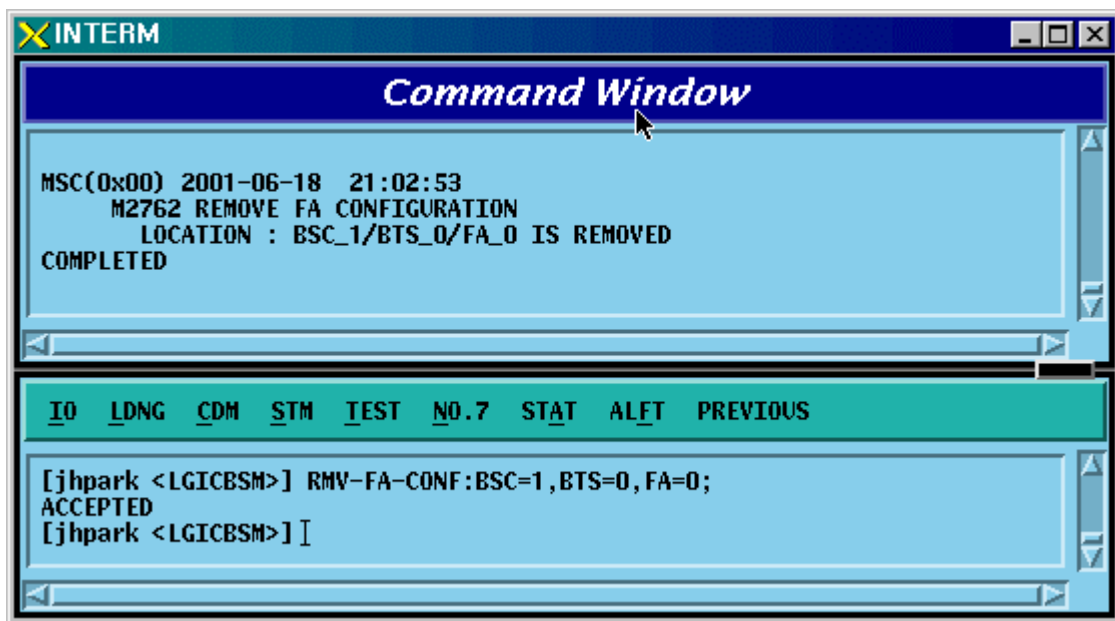 INTERM
Command Window
MSC(0x00) 2001-06-18 21:02:53
M2762 REMOVE FA CONFIGURATION
LOCATION : BSC_1/BTS_0/FA_0 IS REMOVED
COMPLETED
IO LDNG CDM STM TEST NO.7 STAT ALFT PREVIOUS
[jhpark <LGICBSM>] RMV-FA-CONF:BSC=1,BTS=0,FA=0;
ACCEPTED
[jhpark <LGICBSM>]